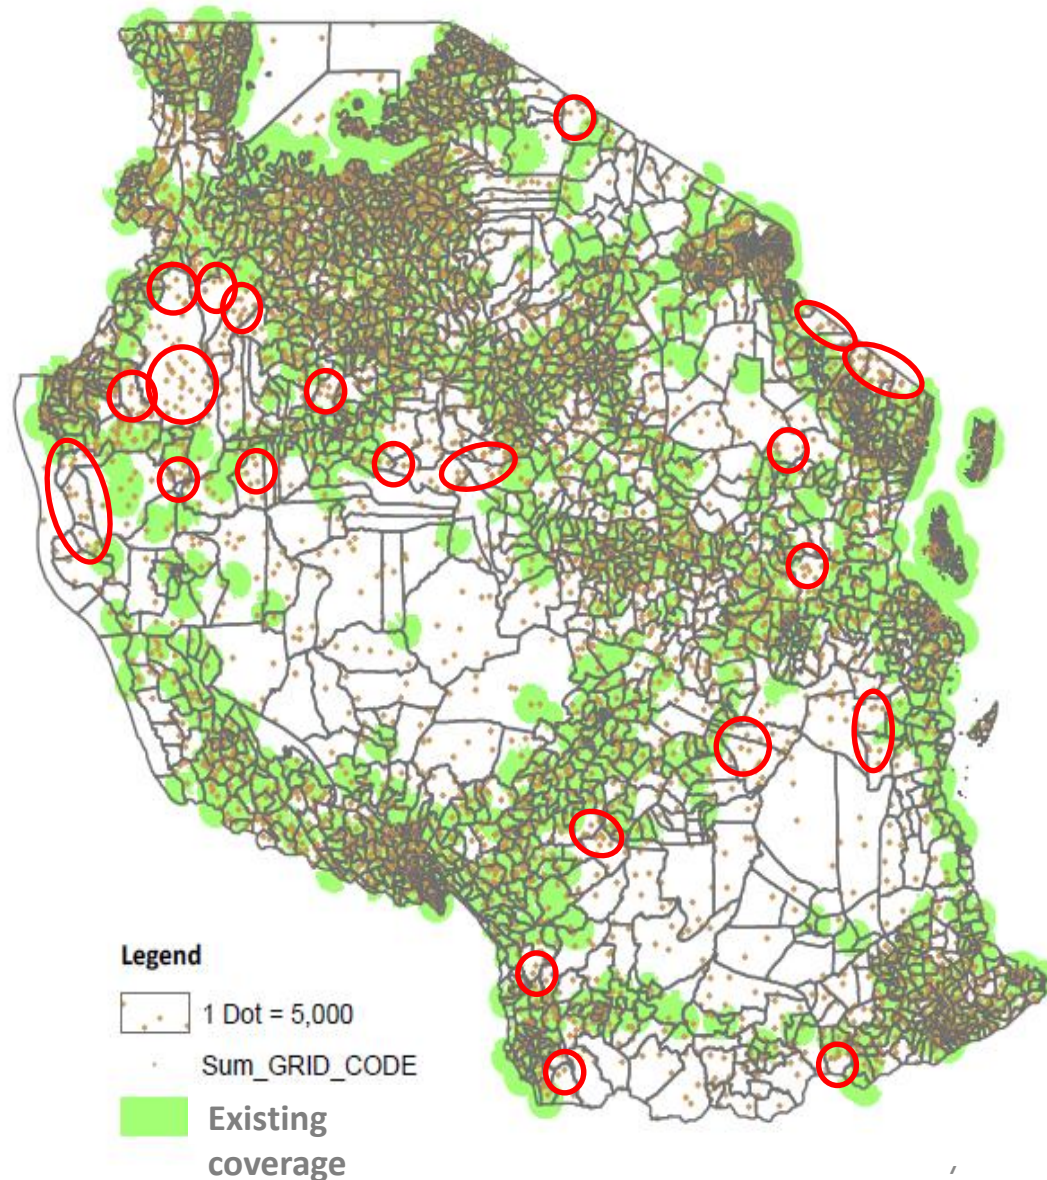 Legend
1 Dot = 5,000
Sum_GRID_CODE
Existing
coverage